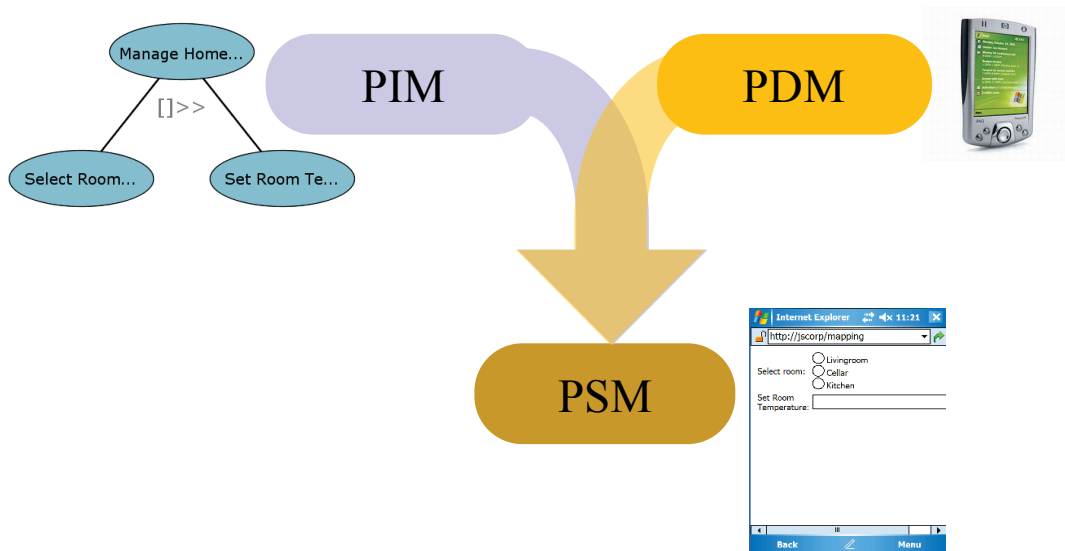 Manage Home...
[]>>
Select Room...
Set Room Te...
PIM
PDM
PSM
Internet Explorer
11:21
http://jscorp/mapping
Select room:
Livingroom
Cellar
Kitchen
Set Room
Temperature:
Back
Menu